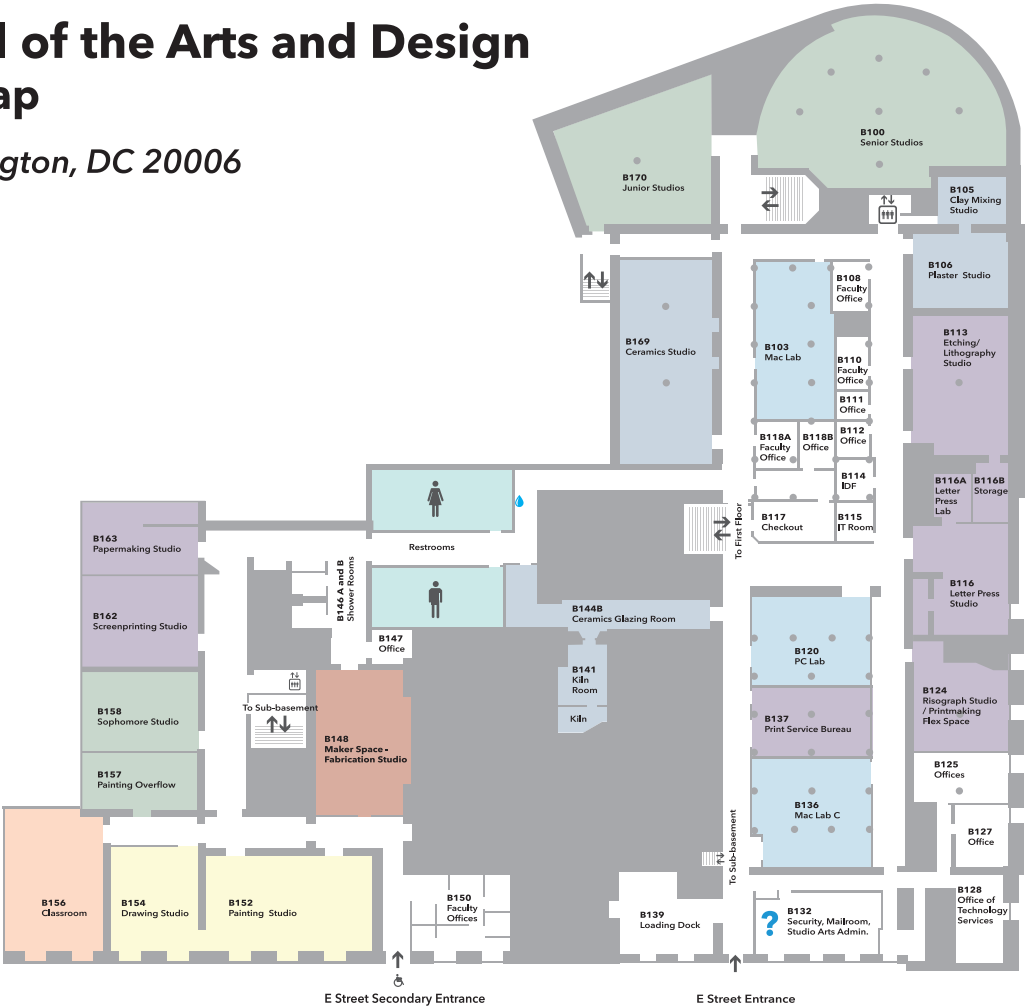 l of the Arts and Design
ap
gton, DC 20006
B100
Senior Studios
B170
Junior Studios
B105
Clay Mixing
Studio
B106
Plaster Studio
B108
Faculty
Office
B169
Ceramics Studio
B103
Mac Lab
B113
Etching/
Lithography
Studio
B110
Faculty
Office
B111
Office
B118A
Faculty
Office
B118B
Office
B112
Office
B114
IDF
B116A
Letter
Press
Lab
B116B
Storage
B117
Checkout
B115
IT Room
To First Floor
B163
Papermaking Studio
Restrooms
B146 A and B
Shower Rooms
B162
Screenprinting Studio
B116
Letter Press
Studio
B144B
Ceramics Glazing Room
B147
Office
B120
PC Lab
B141
Kiln
Room
Kiln
B124
Risograph Studio
/ Printmaking
Flex Space
B158
Sophomore Studio
To Sub-basement
B137
Print Service Bureau
B148
Maker Space -
Fabrication Studio
B125
Offices
B157
Painting Overflow
B136
Mac Lab C
B127
Office
To Sub-basement
B156
Classroom
B154
Drawing Studio
B152
Painting Studio
B150
Faculty
Offices
B139
Loading Dock
?
B132
Security, Mailroom,
Studio Arts Admin.
B128
Office of
Technology
Services
E Street Secondary Entrance
E Street Entrance